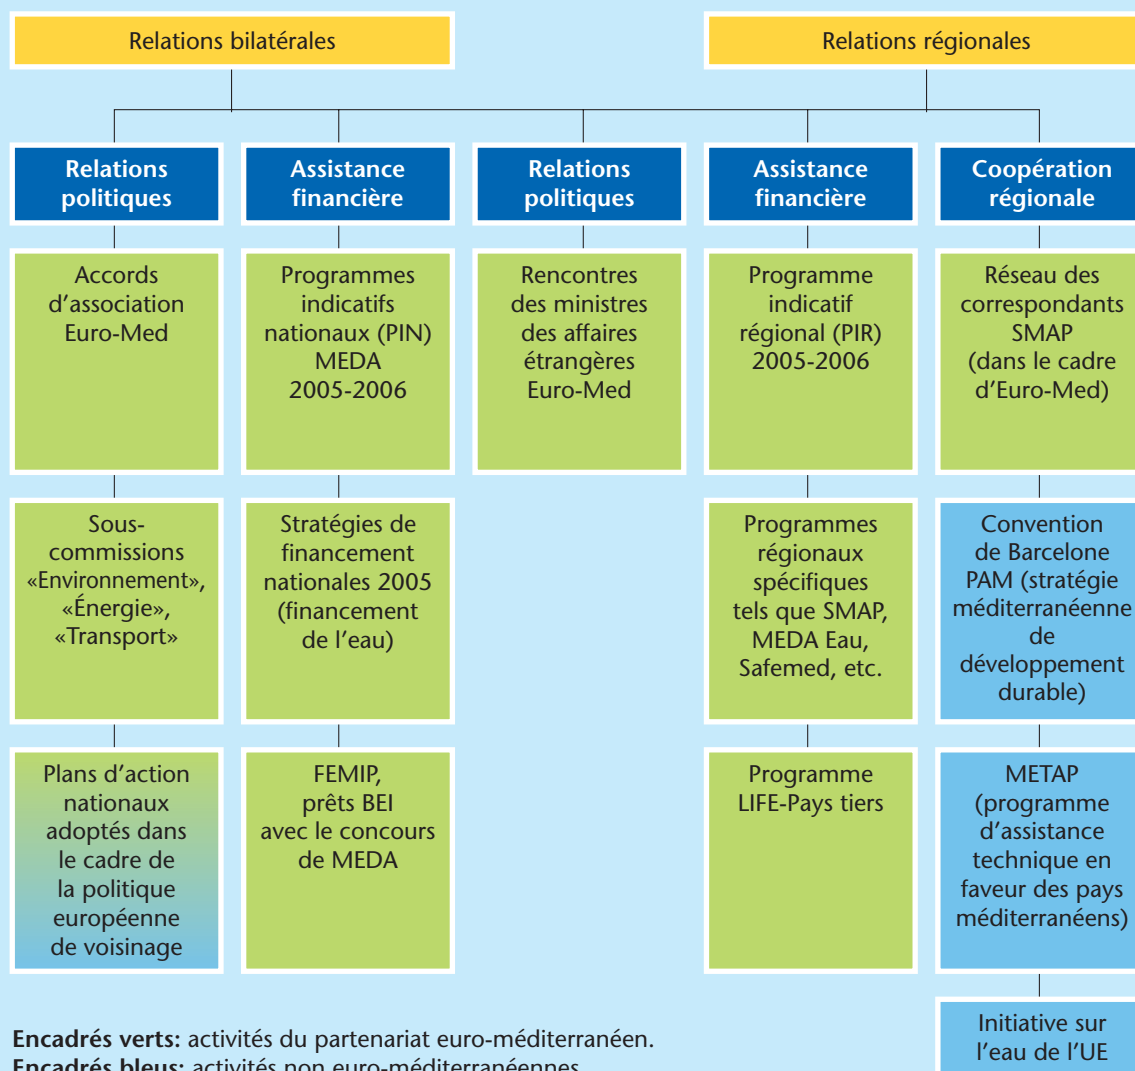 Relations bilatérales
Relations régionales
Relations
politiques
Assistance
financière
Relations
politiques
Assistance
financière
Coopération
régionale
Accords
d'association
Euro-Med
Programmes
indicatifs
nationaux (PIN)
MEDA
2005-2006
Rencontres
des ministres
des affaires
étrangères
Euro-Med
Programme
indicatif
régional (PIR)
2005-2006
Réseau des
correspondants
SMAP
(dans le cadre
d'Euro-Med)
Sous-
commissions
«Environnement»,
«Énergie»,
«Transport»
Stratégies de
financement
nationales 2005
(financement
de l'eau)
Programmes
régionaux
spécifiques
tels que SMAP,
MEDA Eau,
Safemed, etc.
Convention
de Barcelone
PAM (stratégie
méditerranéenne
de
développement
durable)
Plans d'action
nationaux
adoptés dans
le cadre de
la politique
européenne
de voisinage
FEMIP,
prêts BEI
avec le concours
de MEDA
Programme
LIFE-Pays tiers
METAP
(programme
d'assistance
technique en
faveur des pays
méditerranéens)
Initiative sur
l'eau de l'UE
Encadrés verts: activités du partenariat euro-méditerranéen.
Encadrés bleus: activités non euro-méditerranéennes